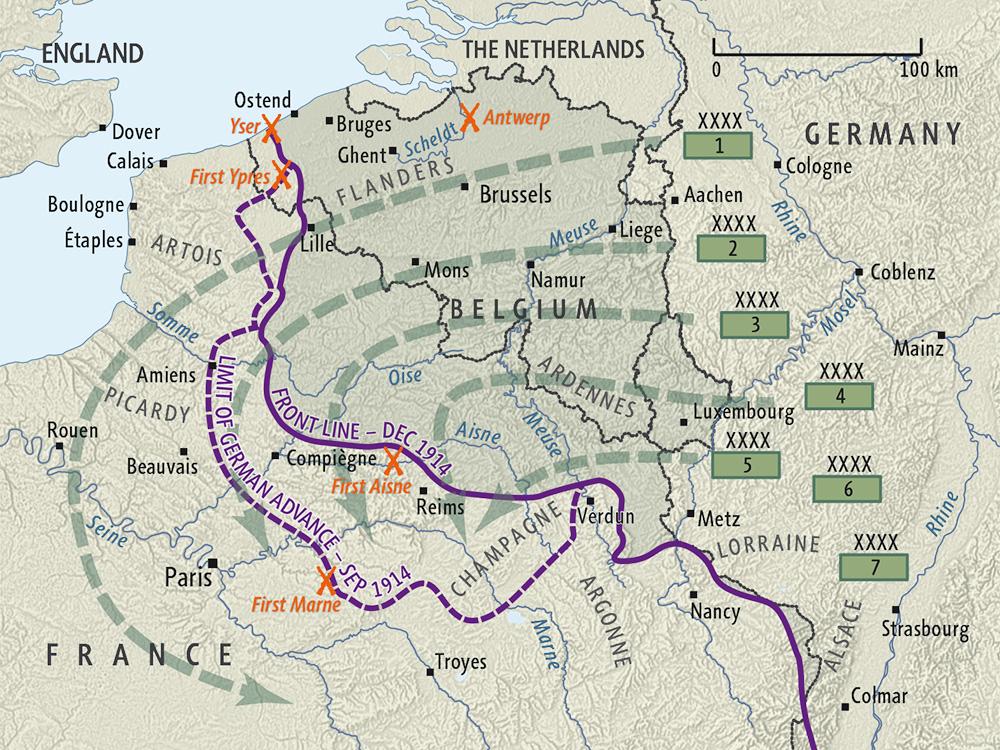 ENGLAND
THE NETHERLANDS
0 100 km
Ostend
Yser
Antwerp
XXXX
1
GERMANY
Dover
Bruges
Calais
Ghent
Scheldt
Cologne
First Ypres
FLANDERS
Brussels
Aachen
Boulogne
Rhine
XXXX
2
Étaples
ARTOIS
Lille
Meuse
Liege
Mons
Namur
Coblenz
XXXX
3
BELGIUM
Mosel
Somme
Mainz
Amiens
Oise
ARDENNES
XXXX
4
PICARDY
LIMIT OF GERMAN ADVANCE – SEP 1914
FRONT LINE – DEC 1914
Luxembourg
Rouen
Aisne
Meuse
XXXX
5
Beauvais
Compiègne
First Aisne
XXXX
6
Reims
Verdun
Metz
Rhine
Seine
CHAMPAGNE
LORRAINE
XXXX
7
Paris
First Marne
ARGONNE
Nancy
Marne
ALSACE
Strasbourg
FRANCE
Troyes
Colmar